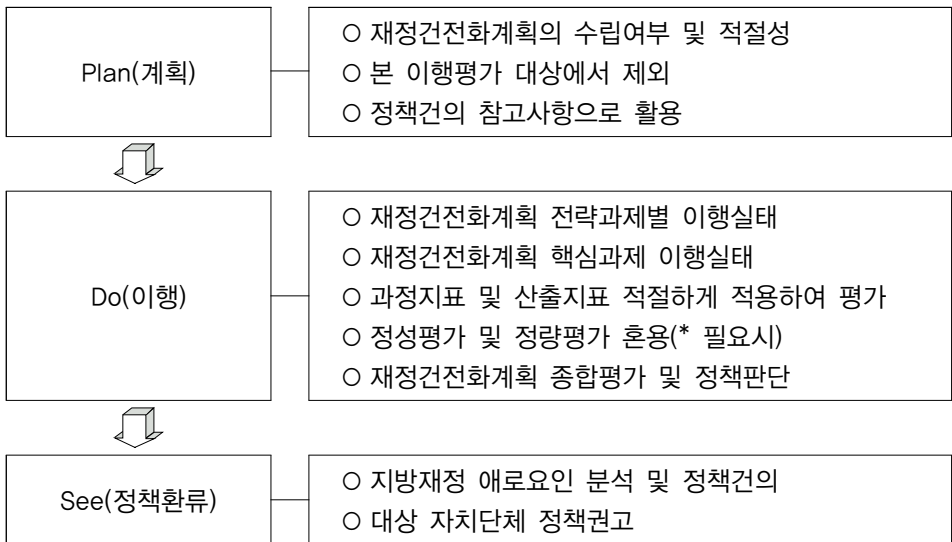 Plan(계획)
○ 재정건전화계획의 수립여부 및 적절성
○ 본 이행평가 대상에서 제외
○ 정책건의 참고사항으로 활용
Do(이행)
○ 재정건전화계획 전략과제별 이행실태
○ 재정건전화계획 핵심과제 이행실태
○ 과정지표 및 산출지표 적절하게 적용하여 평가
○ 정성평가 및 정량평가 혼용(* 필요시)
○ 재정건전화계획 종합평가 및 정책판단
See(정책환류)
○ 지방재정 애로요인 분석 및 정책건의
○ 대상 자치단체 정책권고